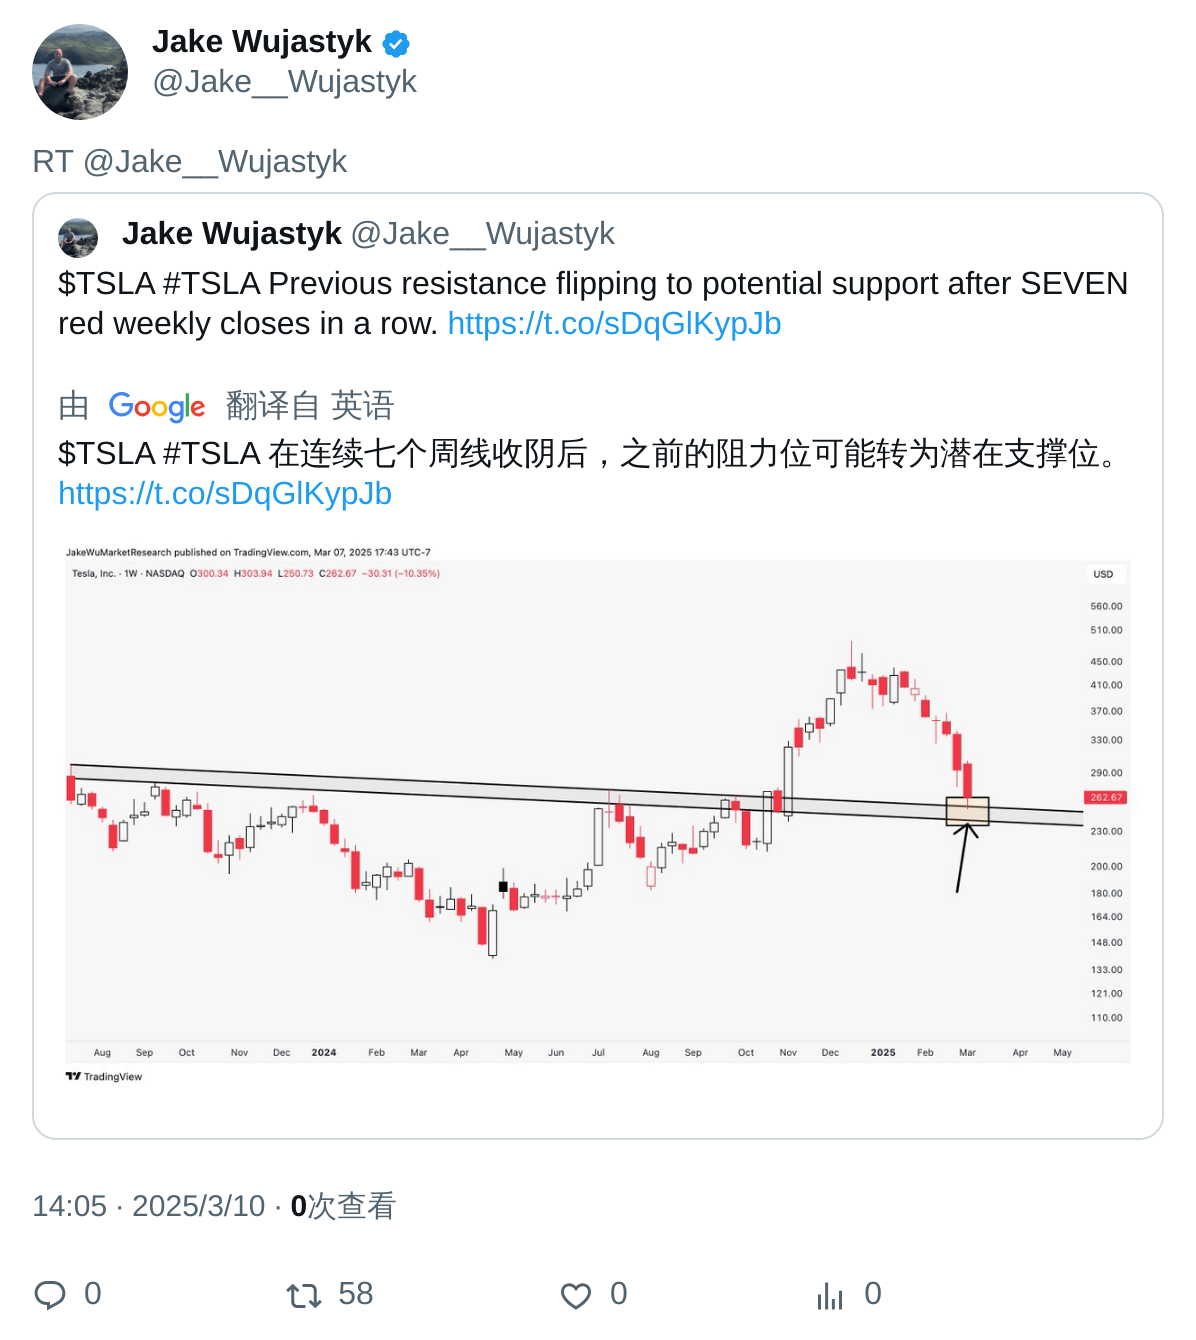 Jake Wujastyk
@Jake__Wujastyk
RT @Jake__Wujastyk
Jake Wujastyk @Jake__Wujastyk
$TSLA #TSLA Previous resistance flipping to potential support after SEVEN
red weekly closes in a row. https://t.co/sDqGlKypJb
由 Google 翻译自 英语
$TSLA #TSLA 在连续七个周线收阴后，之前的阻力位可能转为潜在支撑位。
https://t.co/sDqGlKypJb
JakeWuMarketResearch published on TradingView.com, Mar 07, 2025 17:43 UTC-7
Tesla, Inc. · 1W · NASDAQ O300.34 H303.94 L250.73 C262.67 −30.31 (−10.35%)
USD
560.00
510.00
450.00
410.00
370.00
330.00
290.00
262.67
230.00
200.00
180.00
164.00
148.00
133.00
121.00
110.00
Aug Sep Oct Nov Dec 2024 Feb Mar Apr May Jun Jul Aug Sep Oct Nov Dec 2025 Feb Mar Apr May
TradingView
14:05 · 2025/3/10 · 0次查看
0 58 0 0